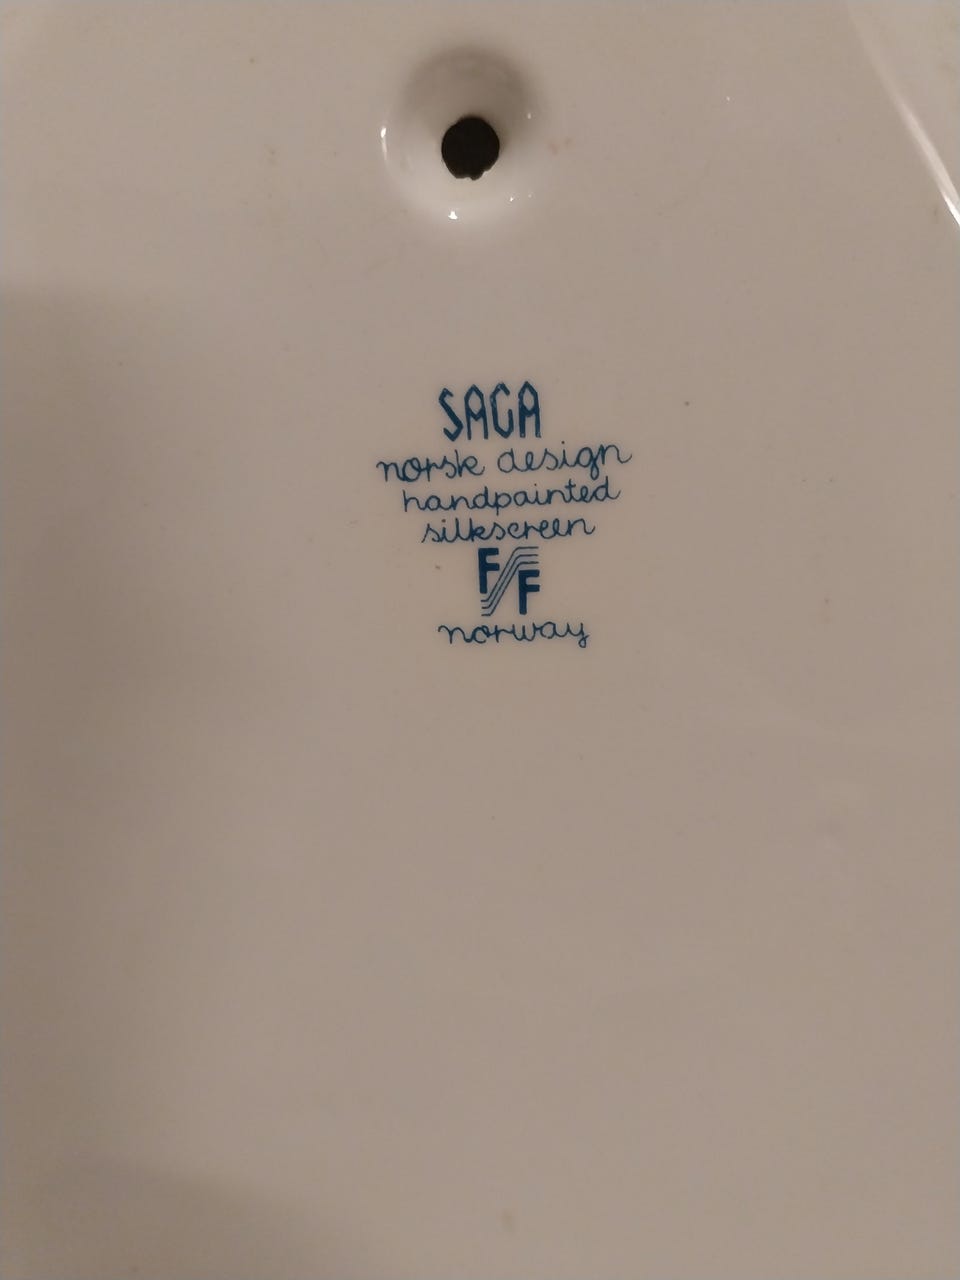 SAGA
norsk design
handpainted
silkscreen
F/F
norway